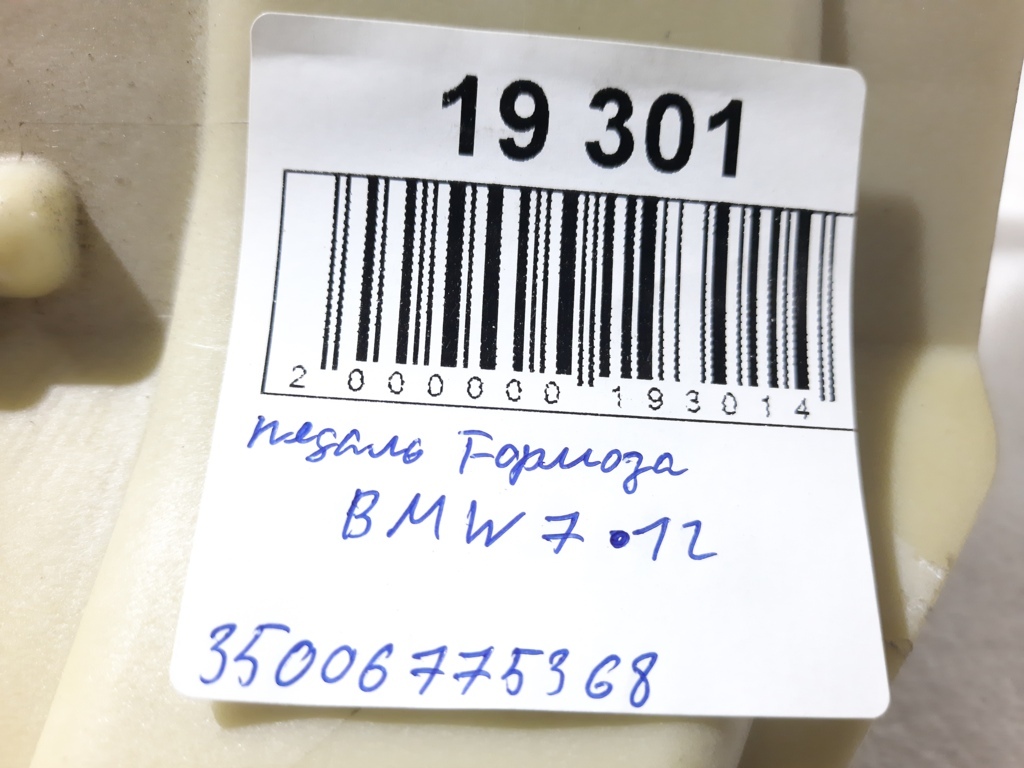 19 301
2 000000 193014
педаль Тормоза
BMW 7 •12
35006775368